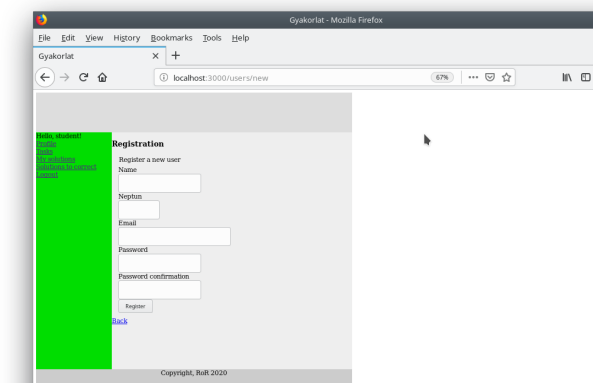 Gyakorlat - Mozilla Firefox
File Edit View History Bookmarks Tools Help
Gyakorlat
localhost:3000/users/new
67%
Hello, student!
Profile
Tasks
My solutions
Solutions to correct
Logout
Registration
Register a new user
Name
Neptun
Email
Password
Password confirmation
Register
Back
Copyright, RoR 2020